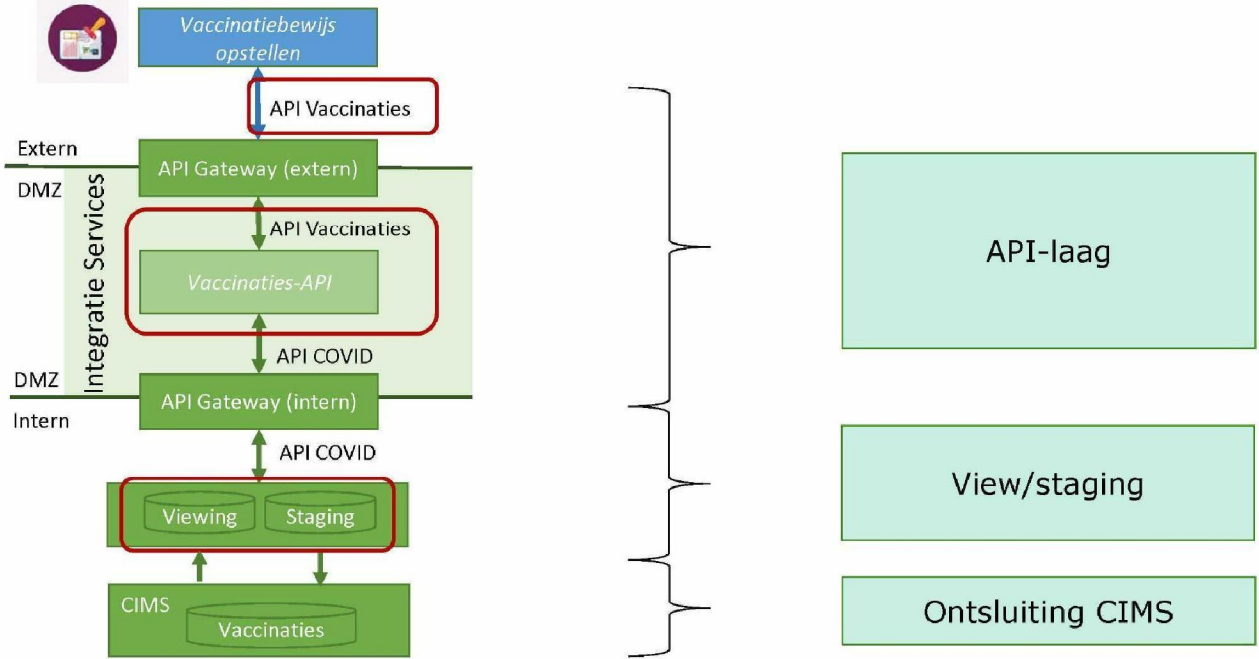 Vaccinatiebewijs
opstellen
API Vaccinaties
Extern
API Gateway (extern)
DMZ
Integratie Services
API Vaccinaties
Vaccinaties-API
API COVID
DMZ
API Gateway (intern)
Intern
API COVID
Viewing
Staging
CIMS
Vaccinaties
API-laag
View/staging
Ontsluiting CIMS